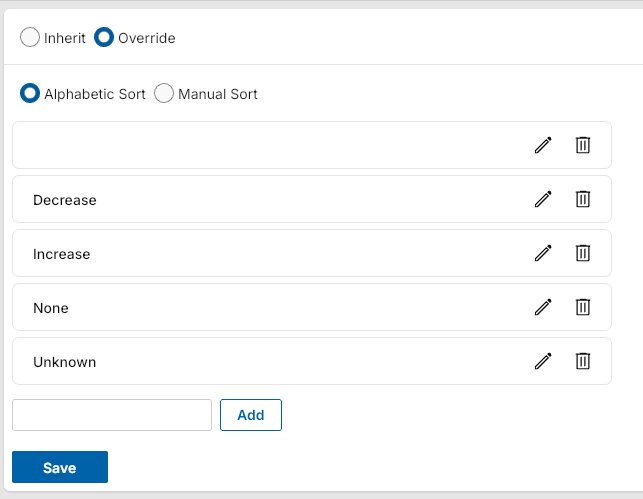 Inherit Override
Alphabetic Sort Manual Sort
Decrease
Increase
None
Unknown
Add
Save